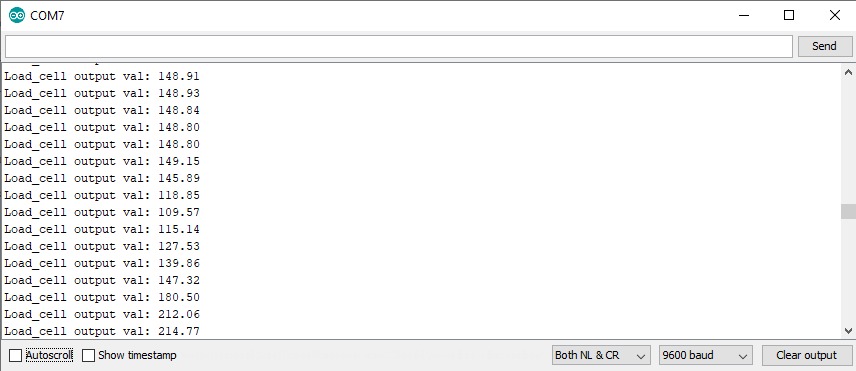 COM7
Send
Load_cell output val: 148.91
Load_cell output val: 148.93
Load_cell output val: 148.84
Load_cell output val: 148.80
Load_cell output val: 148.80
Load_cell output val: 149.15
Load_cell output val: 145.89
Load_cell output val: 118.85
Load_cell output val: 109.57
Load_cell output val: 115.14
Load_cell output val: 127.53
Load_cell output val: 139.86
Load_cell output val: 147.32
Load_cell output val: 180.50
Load_cell output val: 212.06
Load_cell output val: 214.77
Autoscroll Show timestamp Both NL & CR 9600 baud Clear output